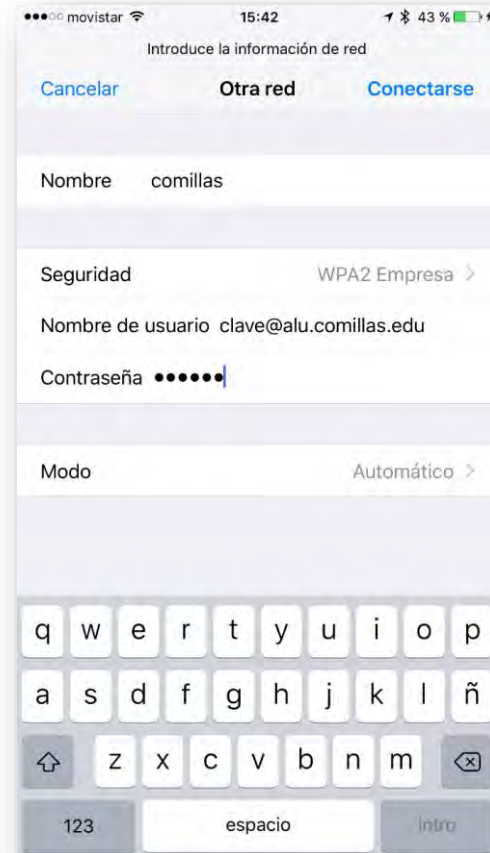 movistar 15:42 43 %
Introduce la información de red
Cancelar Otra red Conectarse
Nombre comillas
Seguridad WPA2 Empresa >
Nombre de usuario clave@alu.comillas.edu
Contraseña ●●●●●●
Modo Automático >
q w e r t y u i o p
a s d f g h j k l ñ
z x c v b n m
123 espacio intro